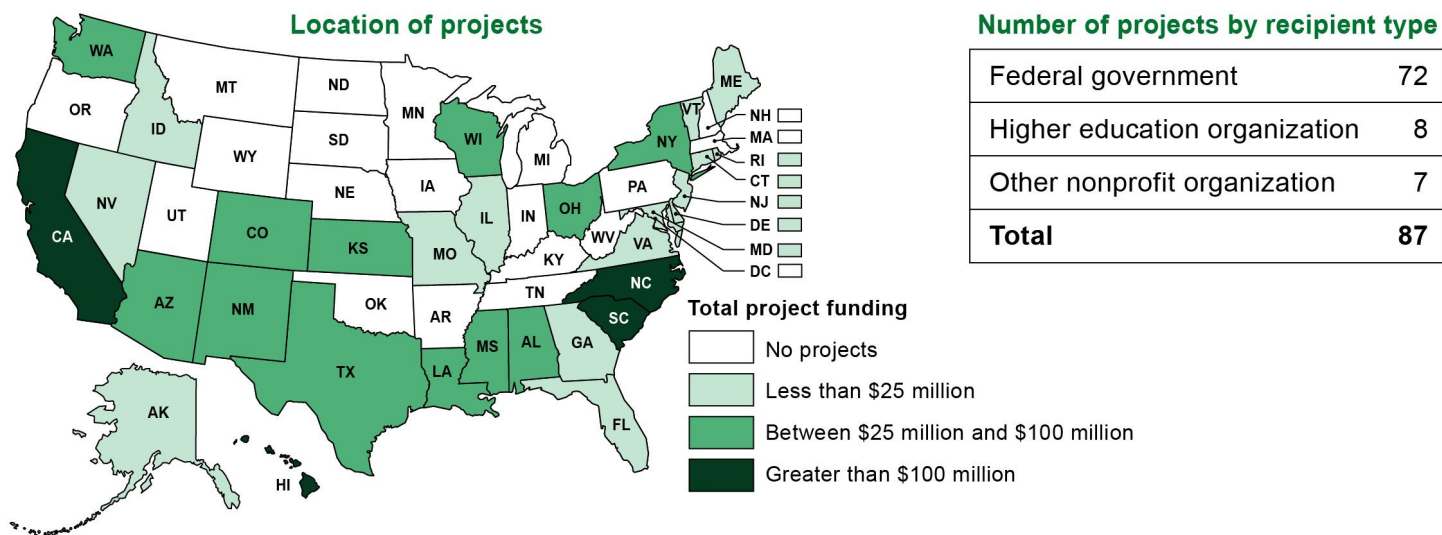 Location of projects
WA
OR
ID
MT
ND
MN
SD
WY
WI
MI
NY
VT
ME
NH
MA
RI
CT
NJ
DE
MD
DC
CA
NV
UT
CO
NE
KS
IA
MO
IL
IN
OH
PA
WV
VA
KY
NC
TN
SC
AZ
NM
OK
AR
TX
LA
MS
AL
GA
FL
AK
HI
Total project funding
No projects
Less than $25 million
Between $25 million and $100 million
Greater than $100 million
Number of projects by recipient type
Federal government 72
Higher education organization 8
Other nonprofit organization 7
Total 87